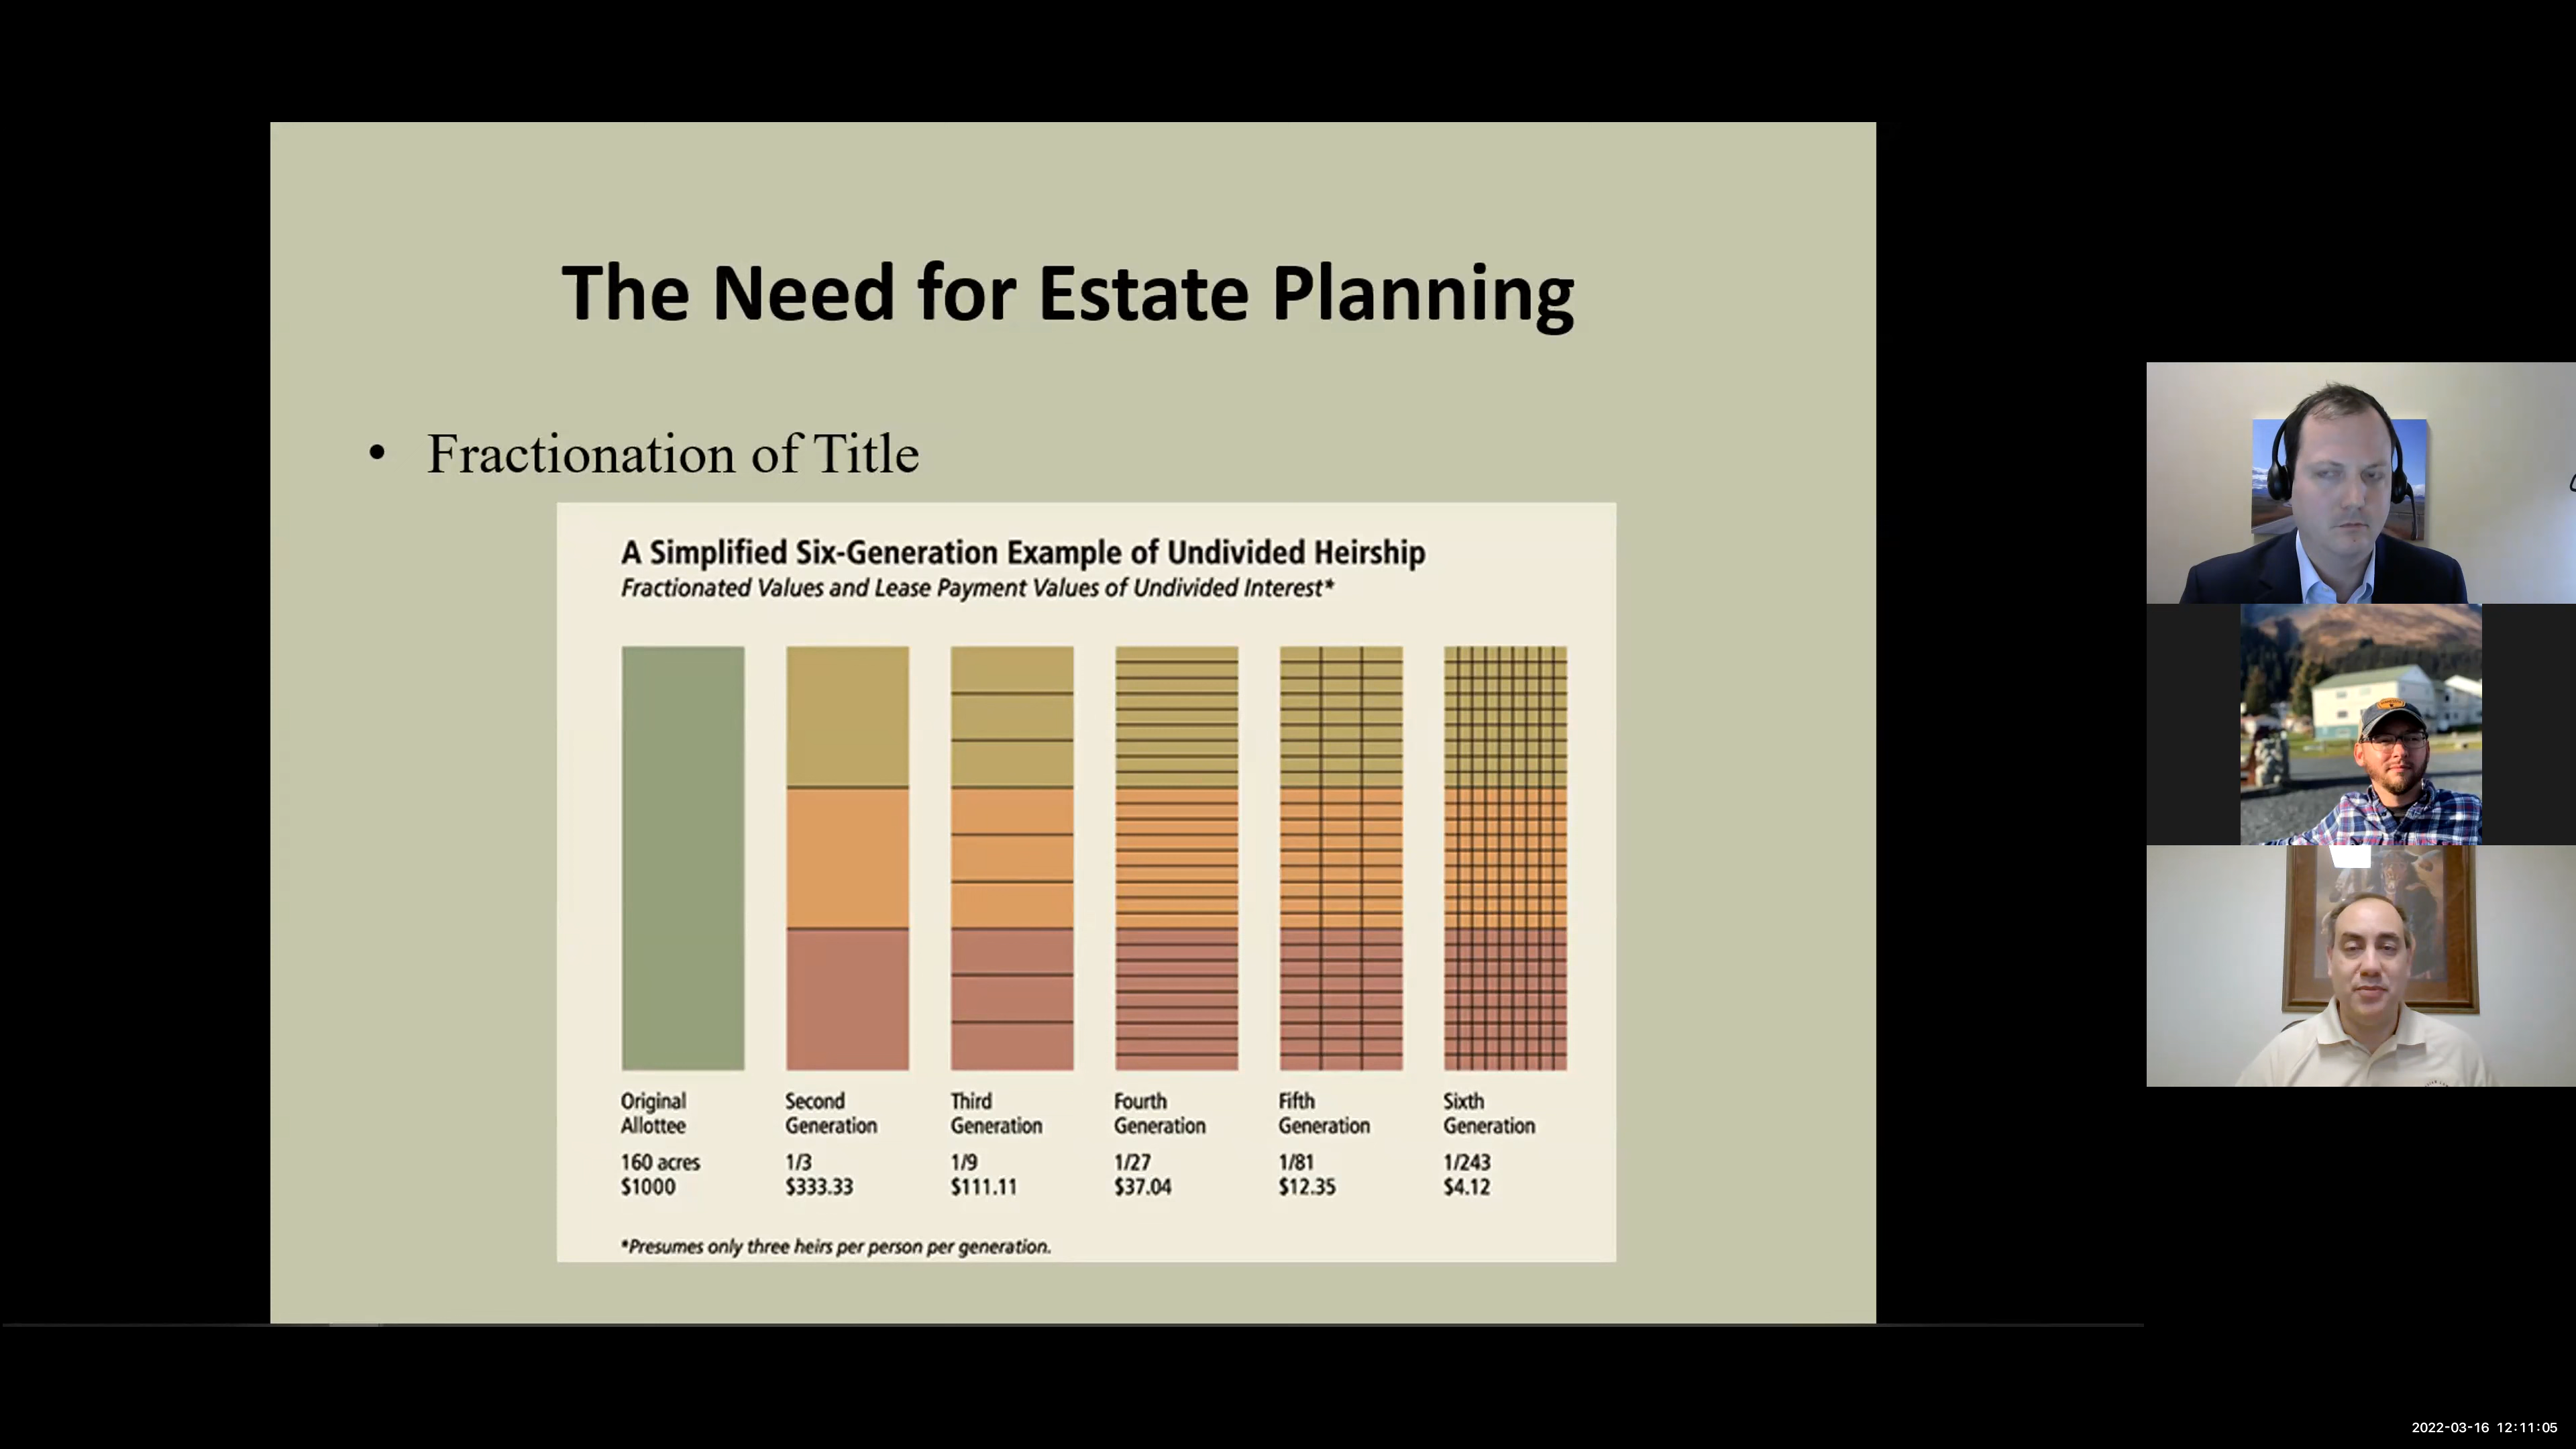 The Need for Estate Planning
• Fractionation of Title
A Simplified Six-Generation Example of Undivided Heirship
Fractionated Values and Lease Payment Values of Undivided Interest*
Original
Allottee
160 acres
$1000
Second
Generation
1/3
$333.33
Third
Generation
1/9
$111.11
Fourth
Generation
1/27
$37.04
Fifth
Generation
1/81
$12.35
Sixth
Generation
1/243
$4.12
*Presumes only three heirs per person per generation.
2022-03-16 12:11:05